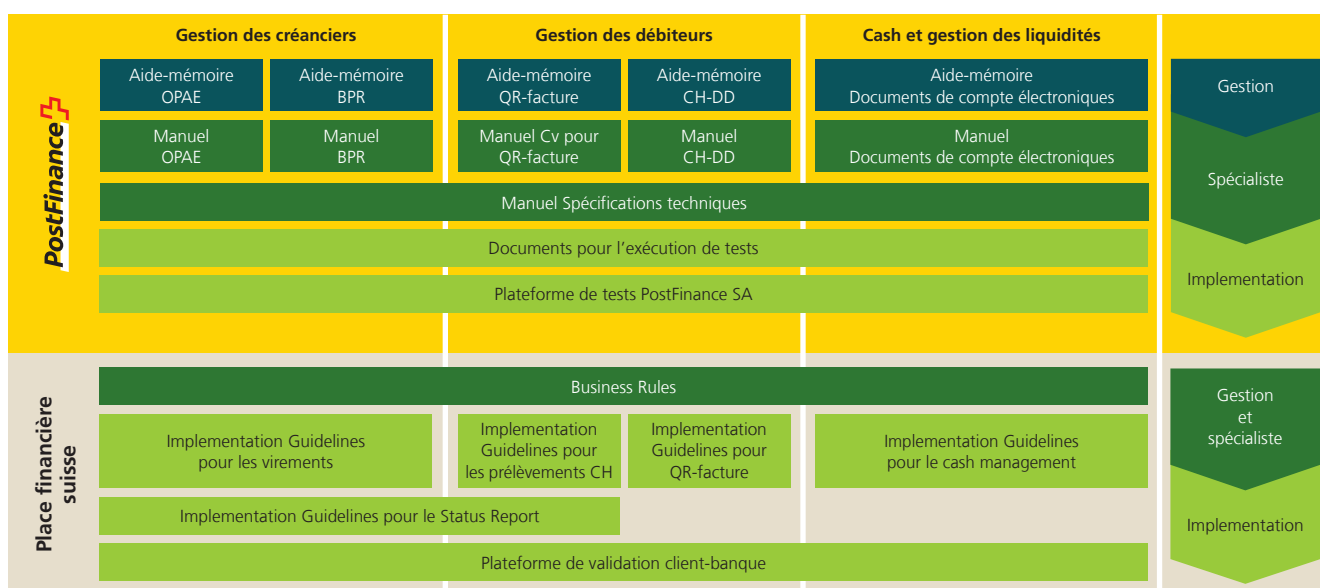 Gestion des créanciers
Gestion des débiteurs
Cash et gestion des liquidités
PostFinance
Aide-mémoire
OPAE
Aide-mémoire
BPR
Aide-mémoire
QR-facture
Aide-mémoire
CH-DD
Aide-mémoire
Documents de compte électroniques
Gestion
Manuel
OPAE
Manuel
BPR
Manuel Cv pour
QR-facture
Manuel
CH-DD
Manuel
Documents de compte électroniques
Spécialiste
Manuel Spécifications techniques
Documents pour l’exécution de tests
Plateforme de tests PostFinance SA
Implementation
Place financière
suisse
Business Rules
Gestion
et
spécialiste
Implementation Guidelines
pour les virements
Implementation
Guidelines pour
les prélèvements CH
Implementation
Guidelines pour
QR-facture
Implementation Guidelines
pour le cash management
Implementation Guidelines pour le Status Report
Implementation
Plateforme de validation client-banque